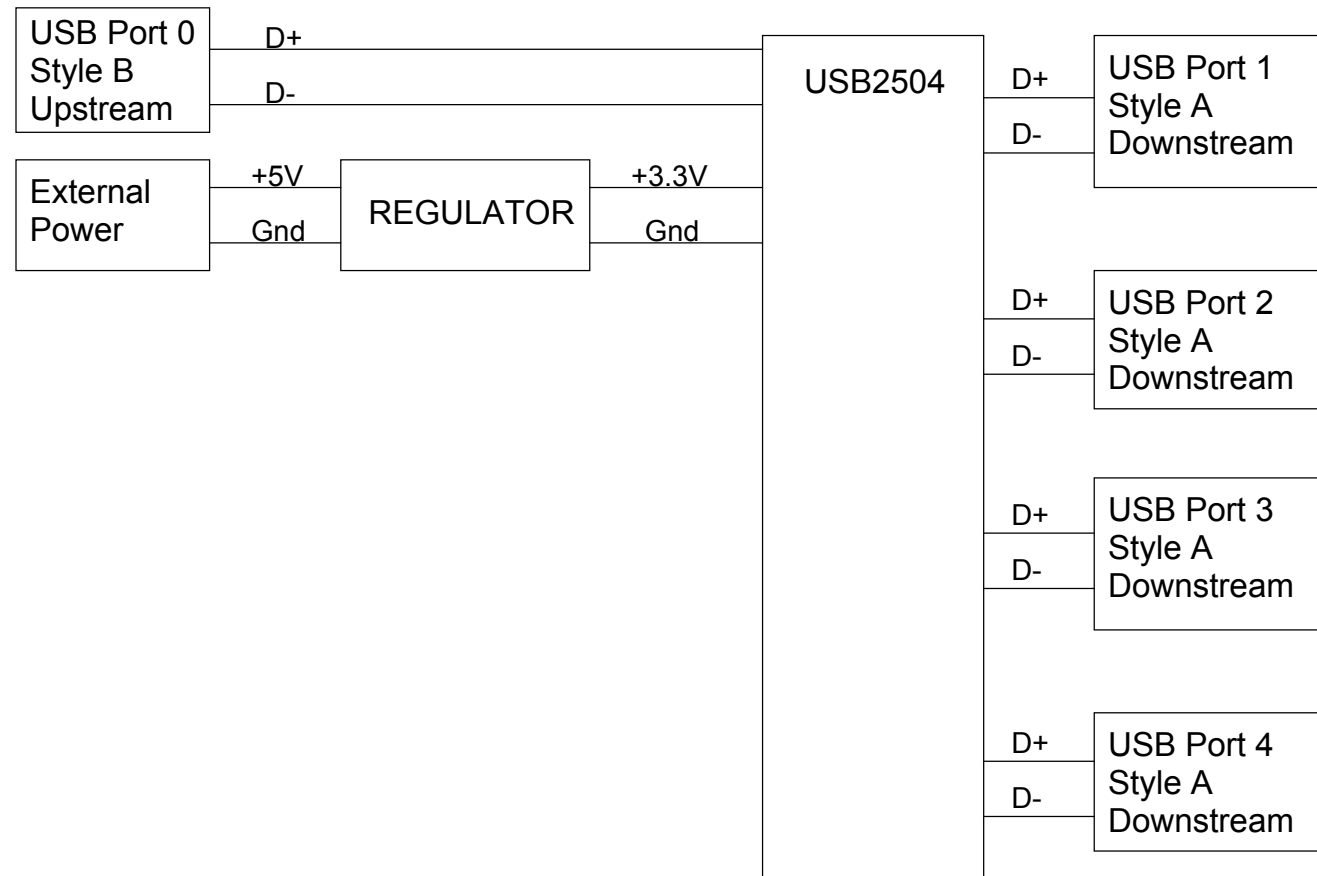 USB Port 0
Style B
Upstream
D+
D-
External
Power
+5V
Gnd
REGULATOR
+3.3V
Gnd
USB2504
D+
D-
USB Port 1
Style A
Downstream
D+
D-
USB Port 2
Style A
Downstream
D+
D-
USB Port 3
Style A
Downstream
D+
D-
USB Port 4
Style A
Downstream